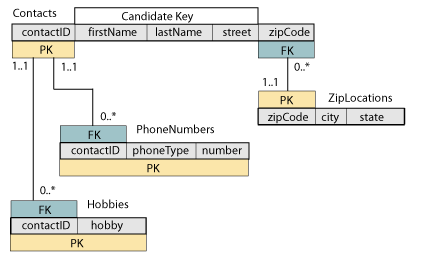 Contacts
Candidate Key
contactID firstName lastName street zipCode
PK FK
1..1 1..1 0..*
1..1
PK ZipLocations
zipCode city state
0..*
FK PhoneNumbers
contactID phoneType number
PK
0..*
FK Hobbies
contactID hobby
PK